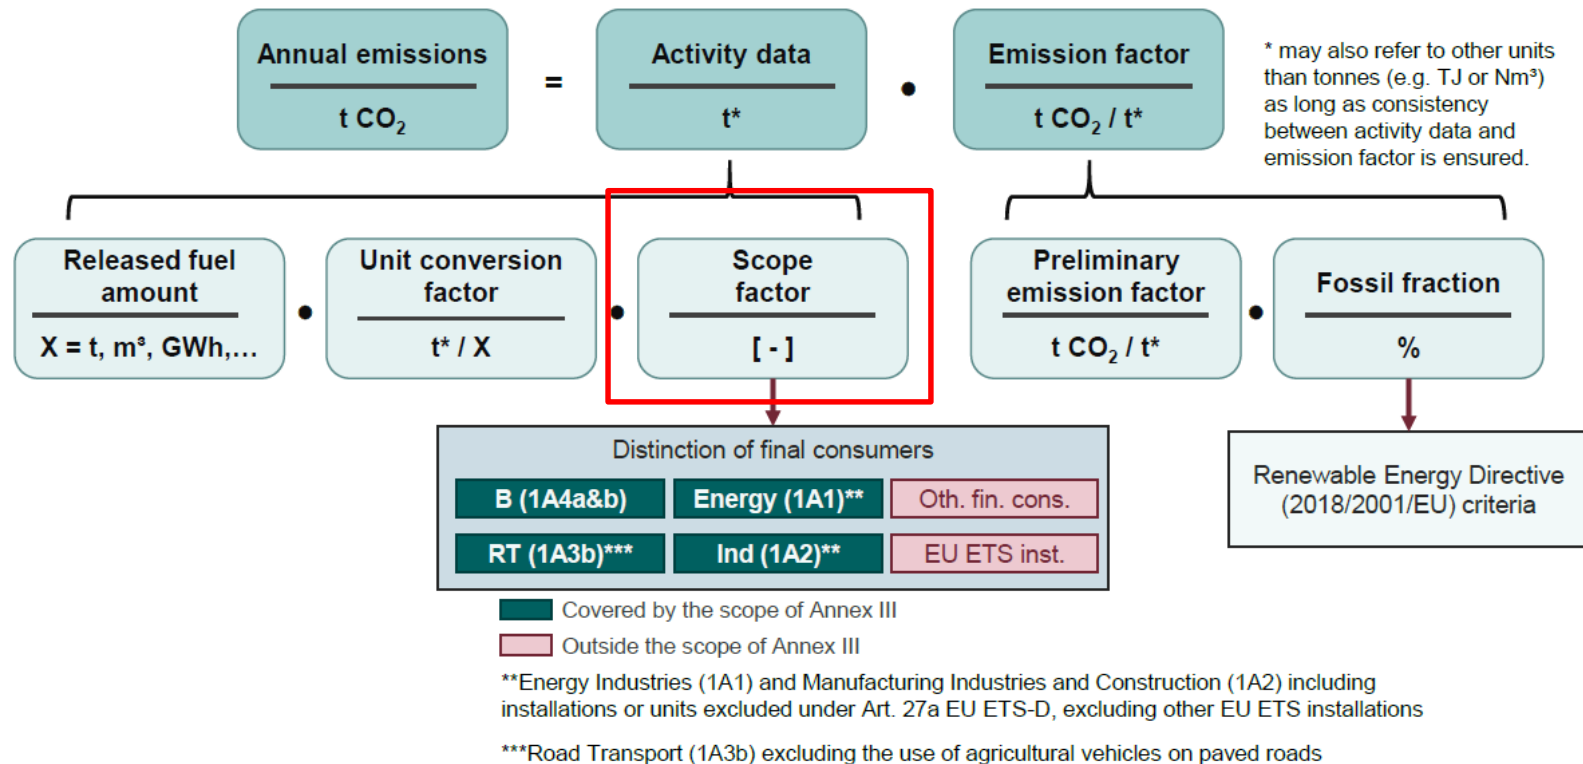 Annual emissions
t CO₂
=
Activity data
t*
•
Emission factor
t CO₂ / t*
* may also refer to other units
than tonnes (e.g. TJ or Nm³)
as long as consistency
between activity data and
emission factor is ensured.
Released fuel
amount
X = t, m³, GWh,...
•
Unit conversion
factor
t* / X
•
Scope
factor
[ - ]
Preliminary
emission factor
t CO₂ / t*
•
Fossil fraction
%
Distinction of final consumers
B (1A4a&b)
Energy (1A1)**
Oth. fin. cons.
RT (1A3b)***
Ind (1A2)**
EU ETS inst.
Renewable Energy Directive
(2018/2001/EU) criteria
Covered by the scope of Annex III
Outside the scope of Annex III
**Energy Industries (1A1) and Manufacturing Industries and Construction (1A2) including
installations or units excluded under Art. 27a EU ETS-D, excluding other EU ETS installations
***Road Transport (1A3b) excluding the use of agricultural vehicles on paved roads